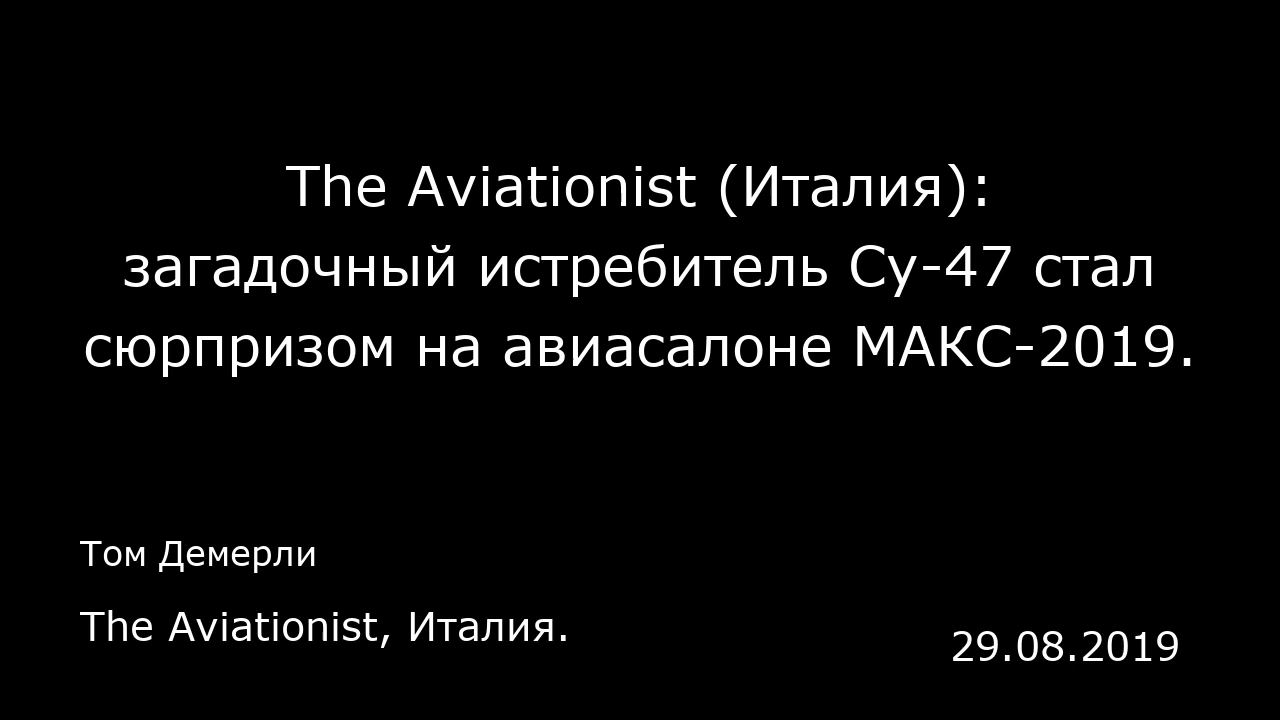 The Aviationist (Италия):
загадочный истребитель Су-47 стал
сюрпризом на авиасалоне МАКС-2019.
Том Демерли
The Aviationist, Италия.
29.08.2019